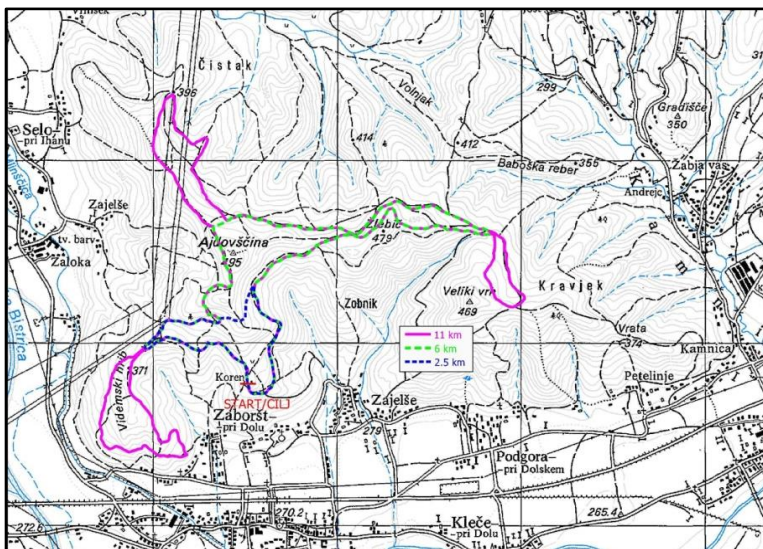 Čistak
396
Volnjak
299
Gradišče
350
414
412
Baboška reber
355
Žabja vas
Andrejc
Selo
pri Ihanu
Zajelše
tv. barv
Zaloka
Ajdovščina
Žlebic
479
Veliki vrh
469
Kravjek
Zobnik
Bistrica
11 km
6 km
2.5 km
Vrata
374
Kamnica
Videmski hrib
371
Koren
START/CILJ
Zaboršt
pri Dolu
Zajelše
279
Petelinje
Podgora
pri Dolskem
270.2
265.4
272.6
Kleče
pri Dolu